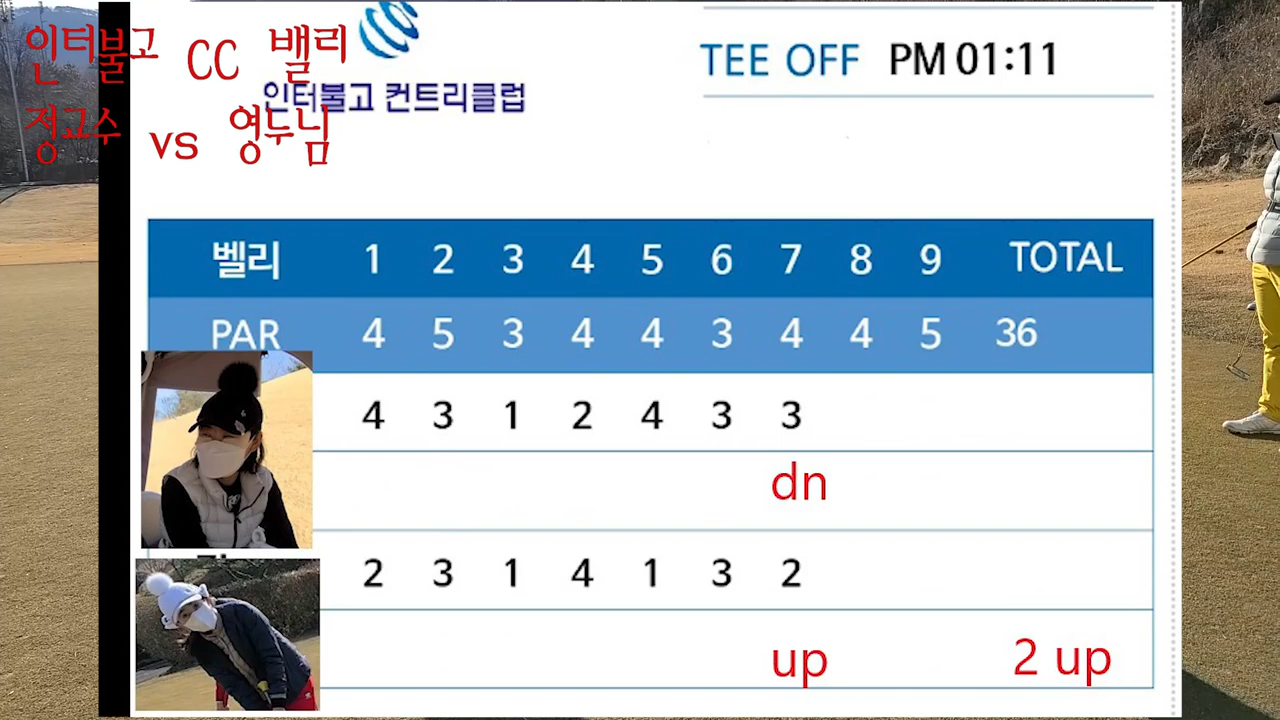 인터불고 CC 밸리
정교수 vs 영두님
인터불고 컨트리클럽
TEE OFF PM 01:11
벨리 1 2 3 4 5 6 7 8 9 TOTAL
PAR 4 5 3 4 4 3 4 4 5 36
4 3 1 2 4 3 3
dn
2 3 1 4 1 3 2
up 2 up